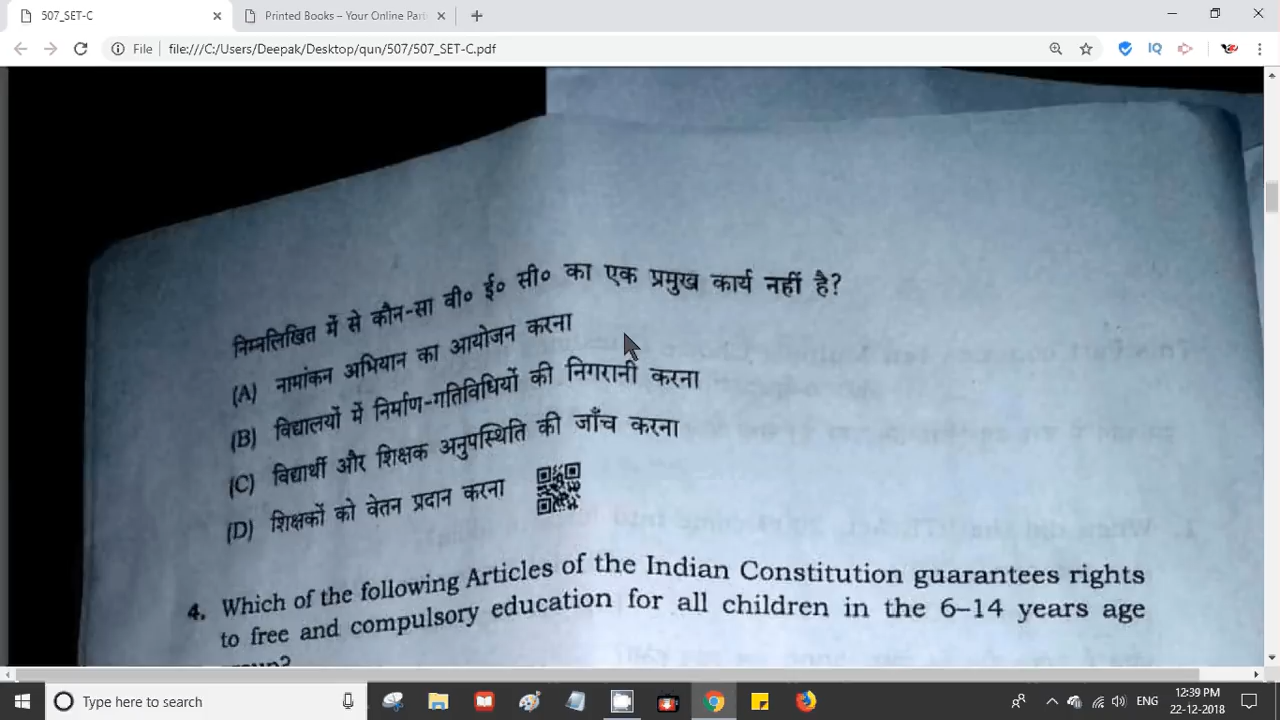 507_SET-C
Printed Books – Your Online Part
File
file:///C:/Users/Deepak/Desktop/qun/507/507_SET-C.pdf
IQ
निम्नलिखित में से कौन-सा वी० ई० सी० का एक प्रमुख कार्य नहीं है?
(A) नामांकन अभियान का आयोजन करना
(B) विद्यालयों में निर्माण-गतिविधियों की निगरानी करना
(C) विद्यार्थी और शिक्षक अनुपस्थिति की जाँच करना
(D) शिक्षकों को वेतन प्रदान करना
4. Which of the following Articles of the Indian Constitution guarantees rights
to free and compulsory education for all children in the 6–14 years age
Type here to search
ENG
12:39 PM
22-12-2018